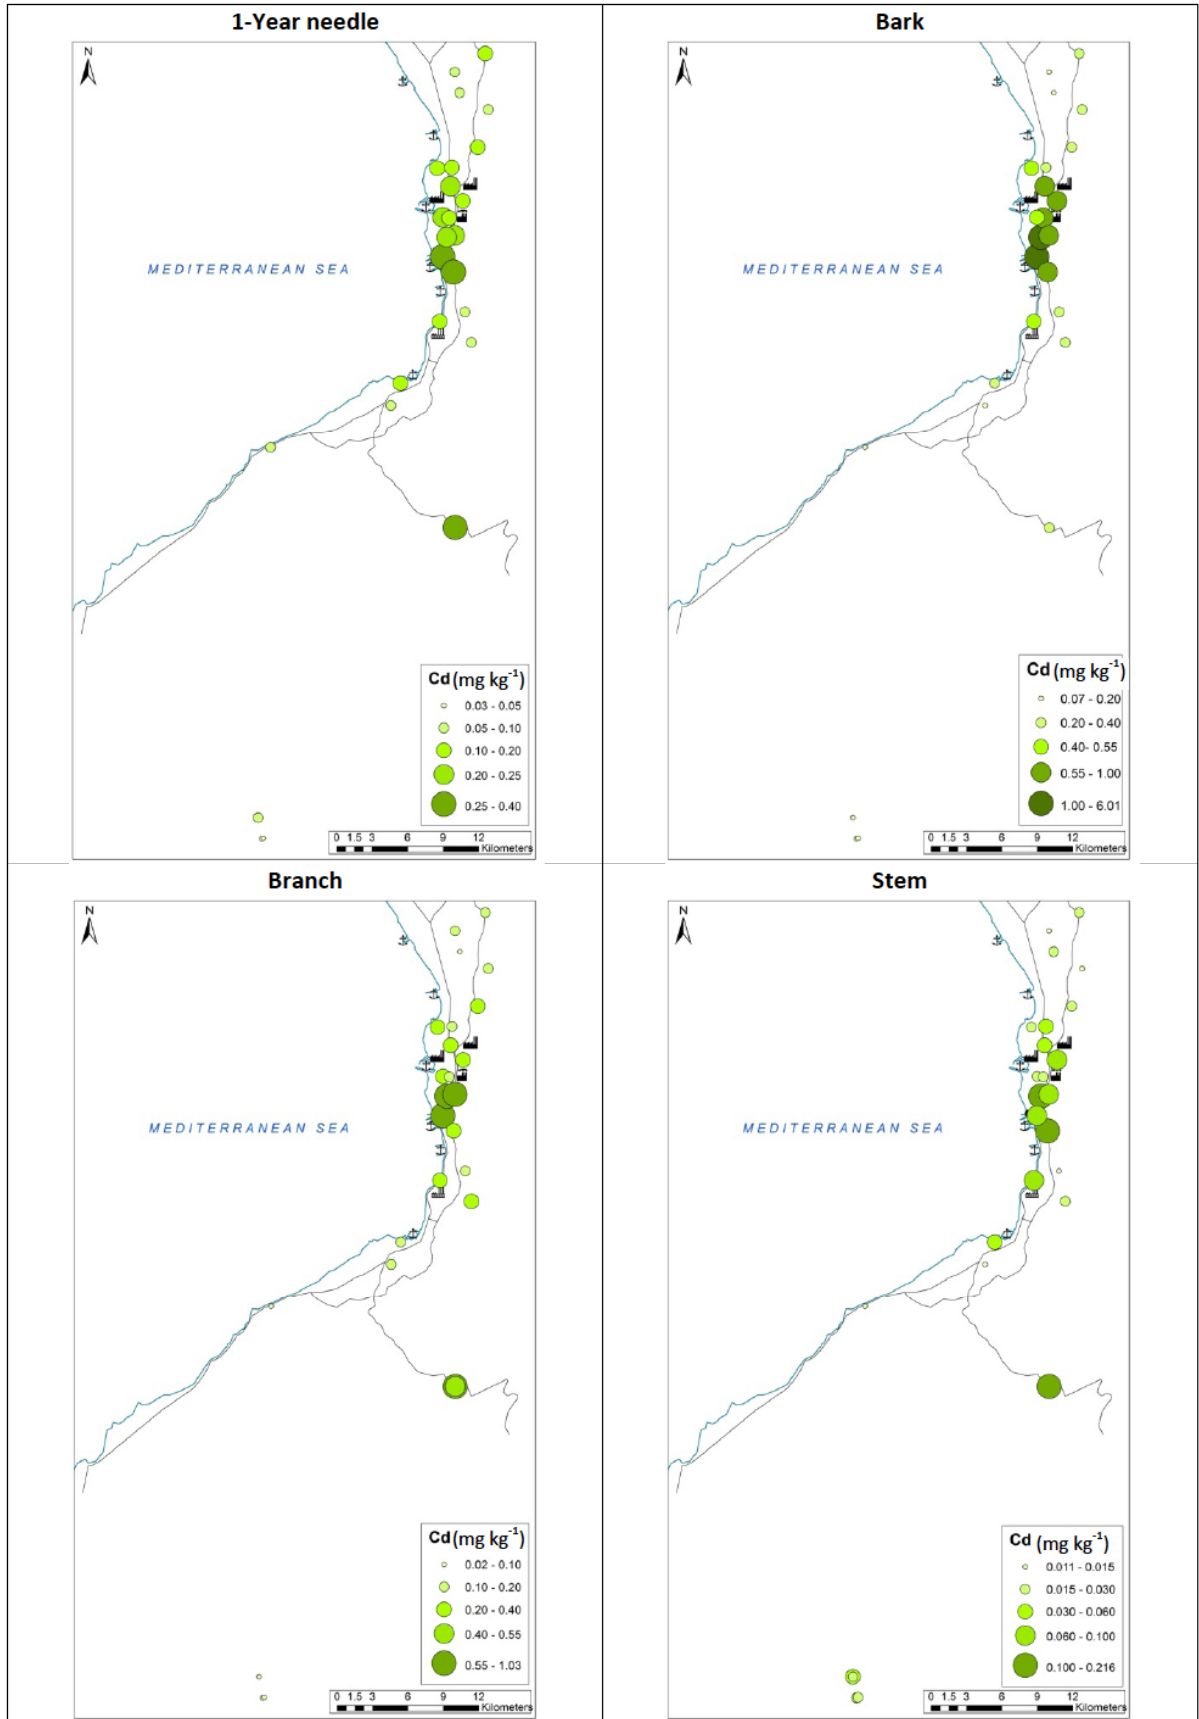 1-Year needle
N
MEDITERRANEAN SEA
Cd (mg kg⁻¹)
0.03 - 0.05
0.05 - 0.10
0.10 - 0.20
0.20 - 0.25
0.25 - 0.40
0 1.5 3 6 9 12
Kilometers
Bark
N
MEDITERRANEAN SEA
Cd (mg kg⁻¹)
0.07 - 0.20
0.20 - 0.40
0.40- 0.55
0.55 - 1.00
1.00 - 6.01
0 1.5 3 6 9 12
Kilometers
Branch
N
MEDITERRANEAN SEA
Cd (mg kg⁻¹)
0.02 - 0.10
0.10 - 0.20
0.20 - 0.40
0.40 - 0.55
0.55 - 1.03
0 1.5 3 6 9 12
Kilometers
Stem
N
MEDITERRANEAN SEA
Cd (mg kg⁻¹)
0.011 - 0.015
0.015 - 0.030
0.030 - 0.060
0.060 - 0.100
0.100 - 0.216
0 1.5 3 6 9 12
Kilometers